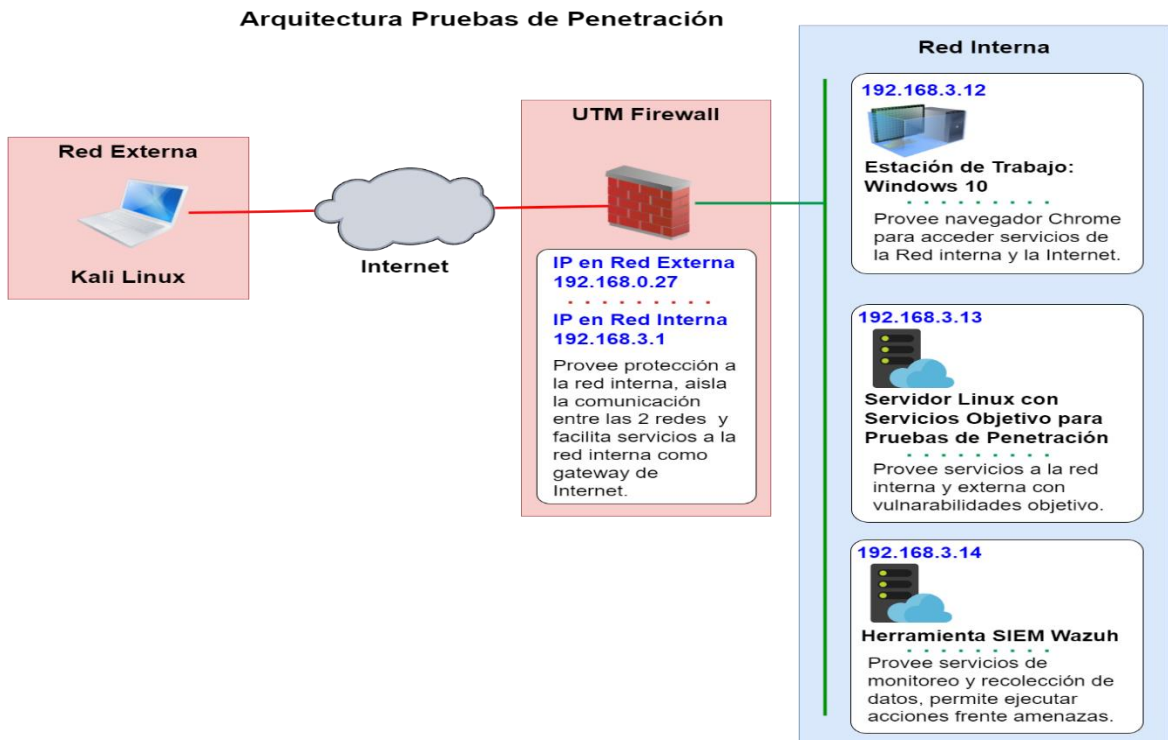 Arquitectura Pruebas de Penetración
Red Externa
Kali Linux
Internet
UTM Firewall
IP en Red Externa
192.168.0.27
IP en Red Interna
192.168.3.1
Provee protección a
la red interna, aisla
la comunicación
entre las 2 redes y
facilita servicios a la
red interna como
gateway de
Internet.
Red Interna
192.168.3.12
Estación de Trabajo:
Windows 10
Provee navegador Chrome
para acceder servicios de
la Red interna y la Internet.
192.168.3.13
Servidor Linux con
Servicios Objetivo para
Pruebas de Penetración
Provee servicios a la red
interna y externa con
vulnarabilidades objetivo.
192.168.3.14
Herramienta SIEM Wazuh
Provee servicios de
monitoreo y recolección de
datos, permite ejecutar
acciones frente amenazas.